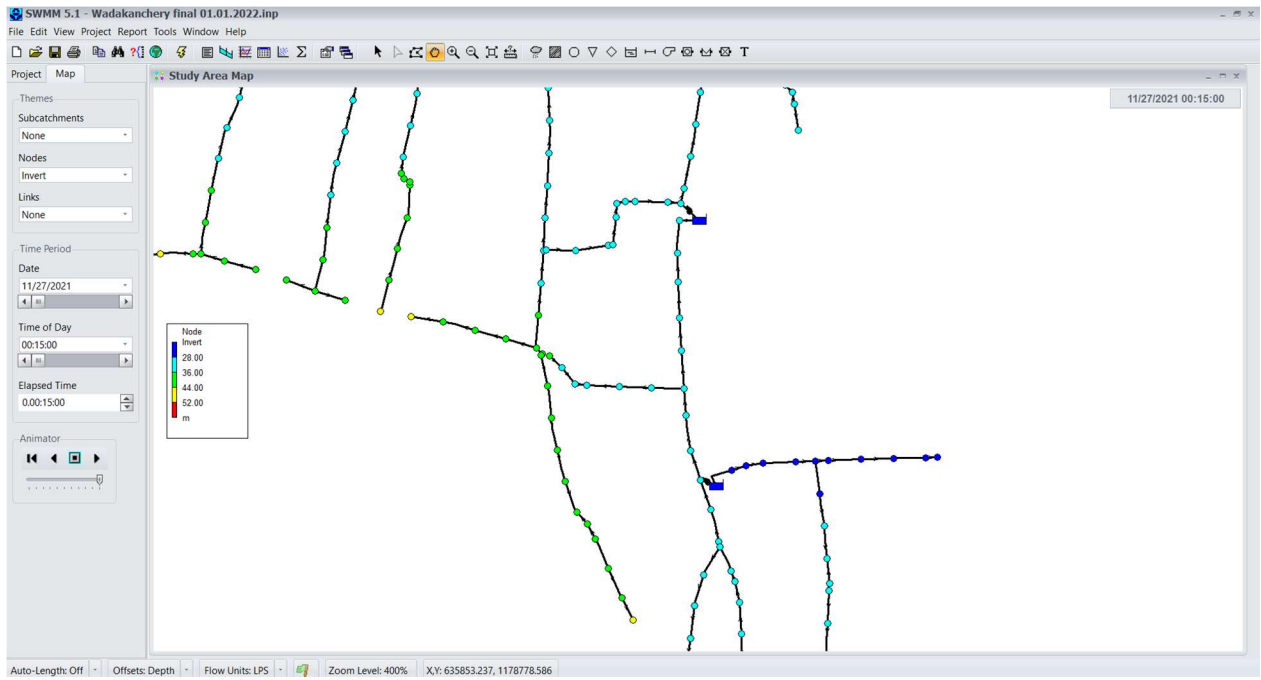 SWMM 5.1 - Wadakanchery final 01.01.2022.inp
File Edit View Project Report Tools Window Help
Project Map
Study Area Map
11/27/2021 00:15:00
Themes
Subcatchments
None
Nodes
Invert
Links
None
Time Period
Date
11/27/2021
Time of Day
00:15:00
Elapsed Time
0.00:15:00
Animator
Node
Invert
28.00
36.00
44.00
52.00
m
Auto-Length: Off Offsets: Depth Flow Units: LPS Zoom Level: 400% X,Y: 635853.237, 1178778.586